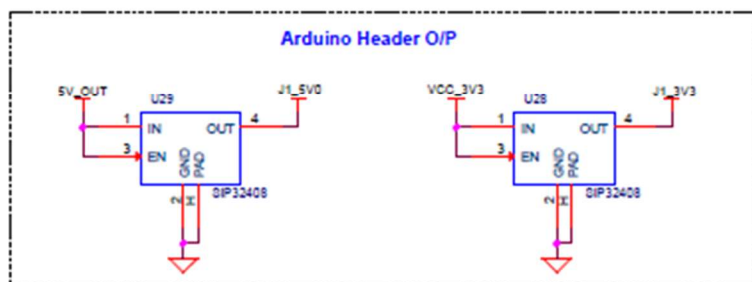 Arduino Header O/P
5V_OUT
U29
J1_5V0
1
IN
OUT
4
3
EN
GND
PAD
SIP32408
2
H
VCC_3V3
U28
J1_3V3
1
IN
OUT
4
3
EN
GND
PAD
SIP32408
2
H